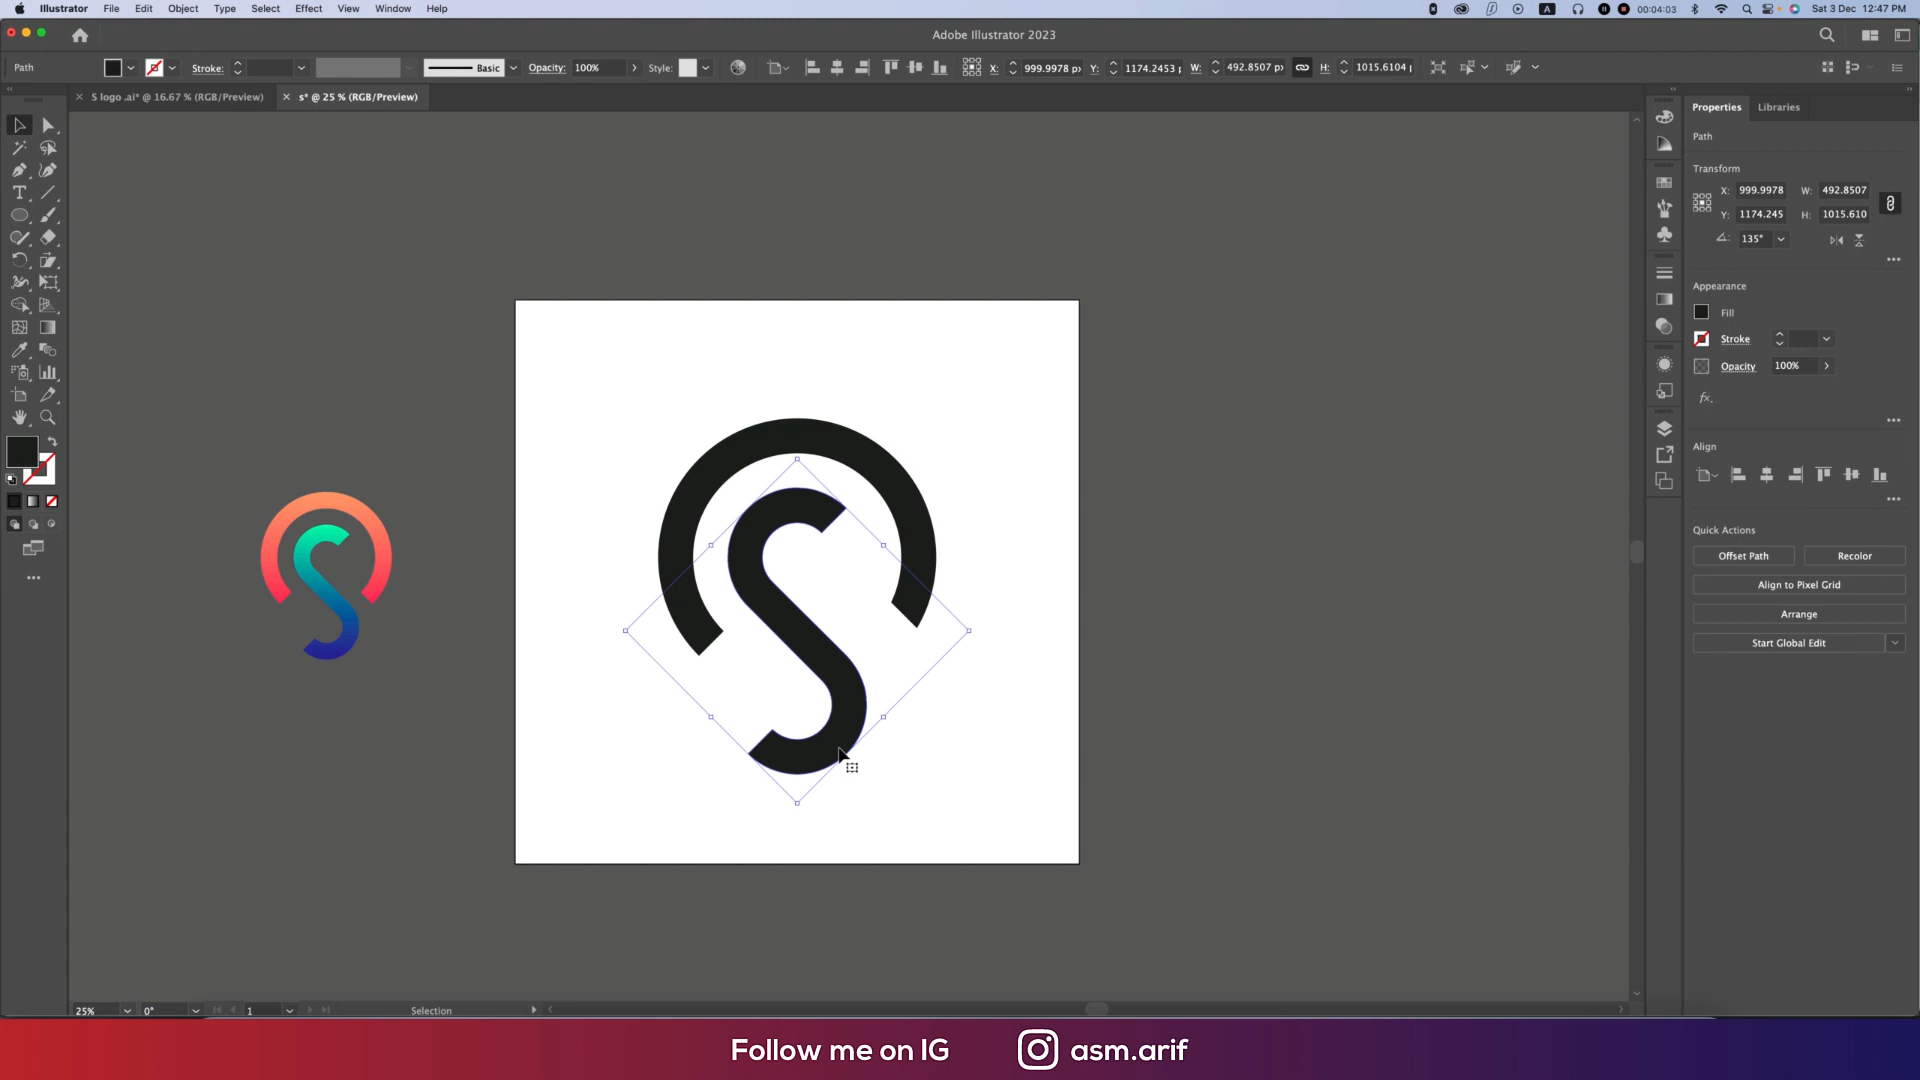 Illustrator File Edit Object Type Select Effect View Window Help
A 00:04:03 Sat 3 Dec 12:47 PM
Adobe Illustrator 2023
Path Stroke: Basic Opacity: 100% Style: X: 999.9978 px Y: 1174.2453 W: 492.8507 px H: 1015.6104
S logo .ai* @ 16.67 % (RGB/Preview) s* @ 25 % (RGB/Preview)
Properties Libraries
Path
Transform
X: 999.9978 W: 492.8507
Y: 1174.245 H: 1015.610
135°
Appearance
Fill
Stroke
Opacity 100%
fx.
Align
Quick Actions
Offset Path Recolor
Align to Pixel Grid
Arrange
Start Global Edit
T
S
25% 0° 1 Selection
Follow me on IG asm.arif